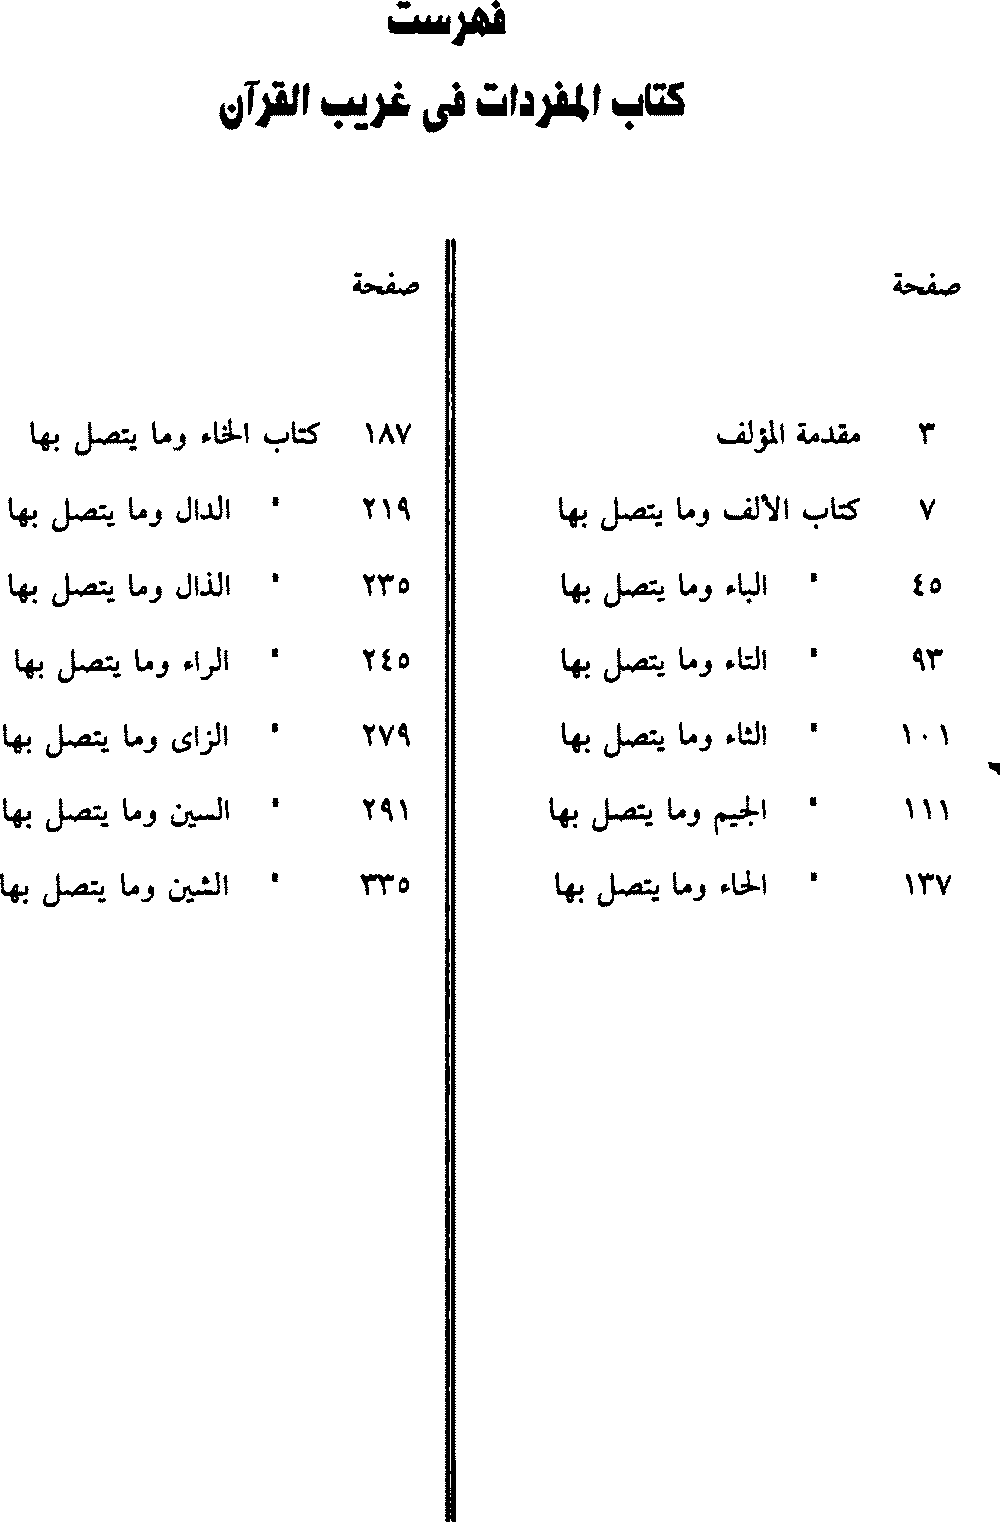 فهرست
كتاب المفردات فى غريب القرآن
صفحة
٣ مقدمة المؤلف
٧ كتاب الألف وما يتصل بها
٤٥ " الباء وما يتصل بها
٩٣ " التاء وما يتصل بها
١٠١ " الثاء وما يتصل بها
١١١ " الجيم وما يتصل بها
١٣٧ " الحاء وما يتصل بها
صفحة
١٨٧ كتاب الخاء وما يتصل بها
٢١٩ " الدال وما يتصل بها
٢٣٥ " الذال وما يتصل بها
٢٤٥ " الراء وما يتصل بها
٢٧٩ " الزاى وما يتصل بها
٢٩١ " السين وما يتصل بها
٣٣٥ " الشين وما يتصل بها